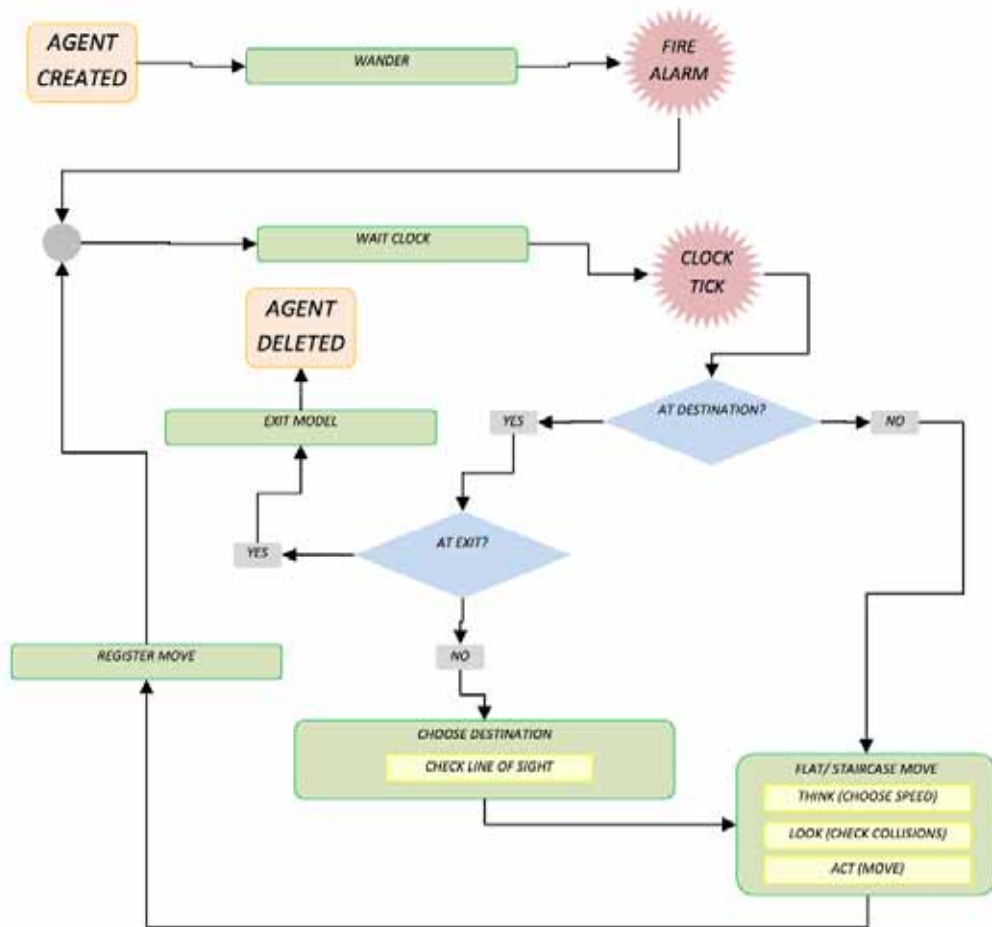 AGENT
CREATED
WANDER
FIRE
ALARM
WAIT CLOCK
CLOCK
TICK
AGENT
DELETED
AT DESTINATION?
EXIT MODEL
YES
NO
AT EXIT?
YES
REGISTER MOVE
NO
CHOOSE DESTINATION
CHECK LINE OF SIGHT
FLAT/ STAIRCASE MOVE
THINK (CHOOSE SPEED)
LOOK (CHECK COLLISIONS)
ACT (MOVE)